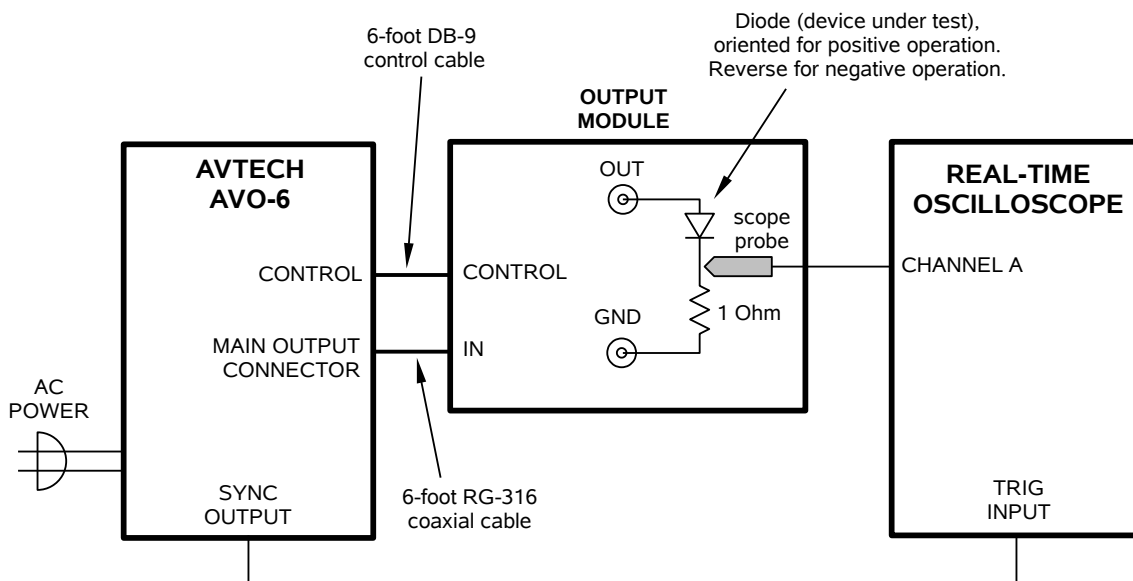 6-foot DB-9
control cable
Diode (device under test),
oriented for positive operation.
Reverse for negative operation.
OUTPUT
MODULE
AVTECH
AVO-6
OUT
scope
probe
REAL-TIME
OSCILLOSCOPE
CONTROL
CONTROL
CHANNEL A
1 Ohm
GND
MAIN OUTPUT
CONNECTOR
IN
AC
POWER
SYNC
OUTPUT
6-foot RG-316
coaxial cable
TRIG
INPUT